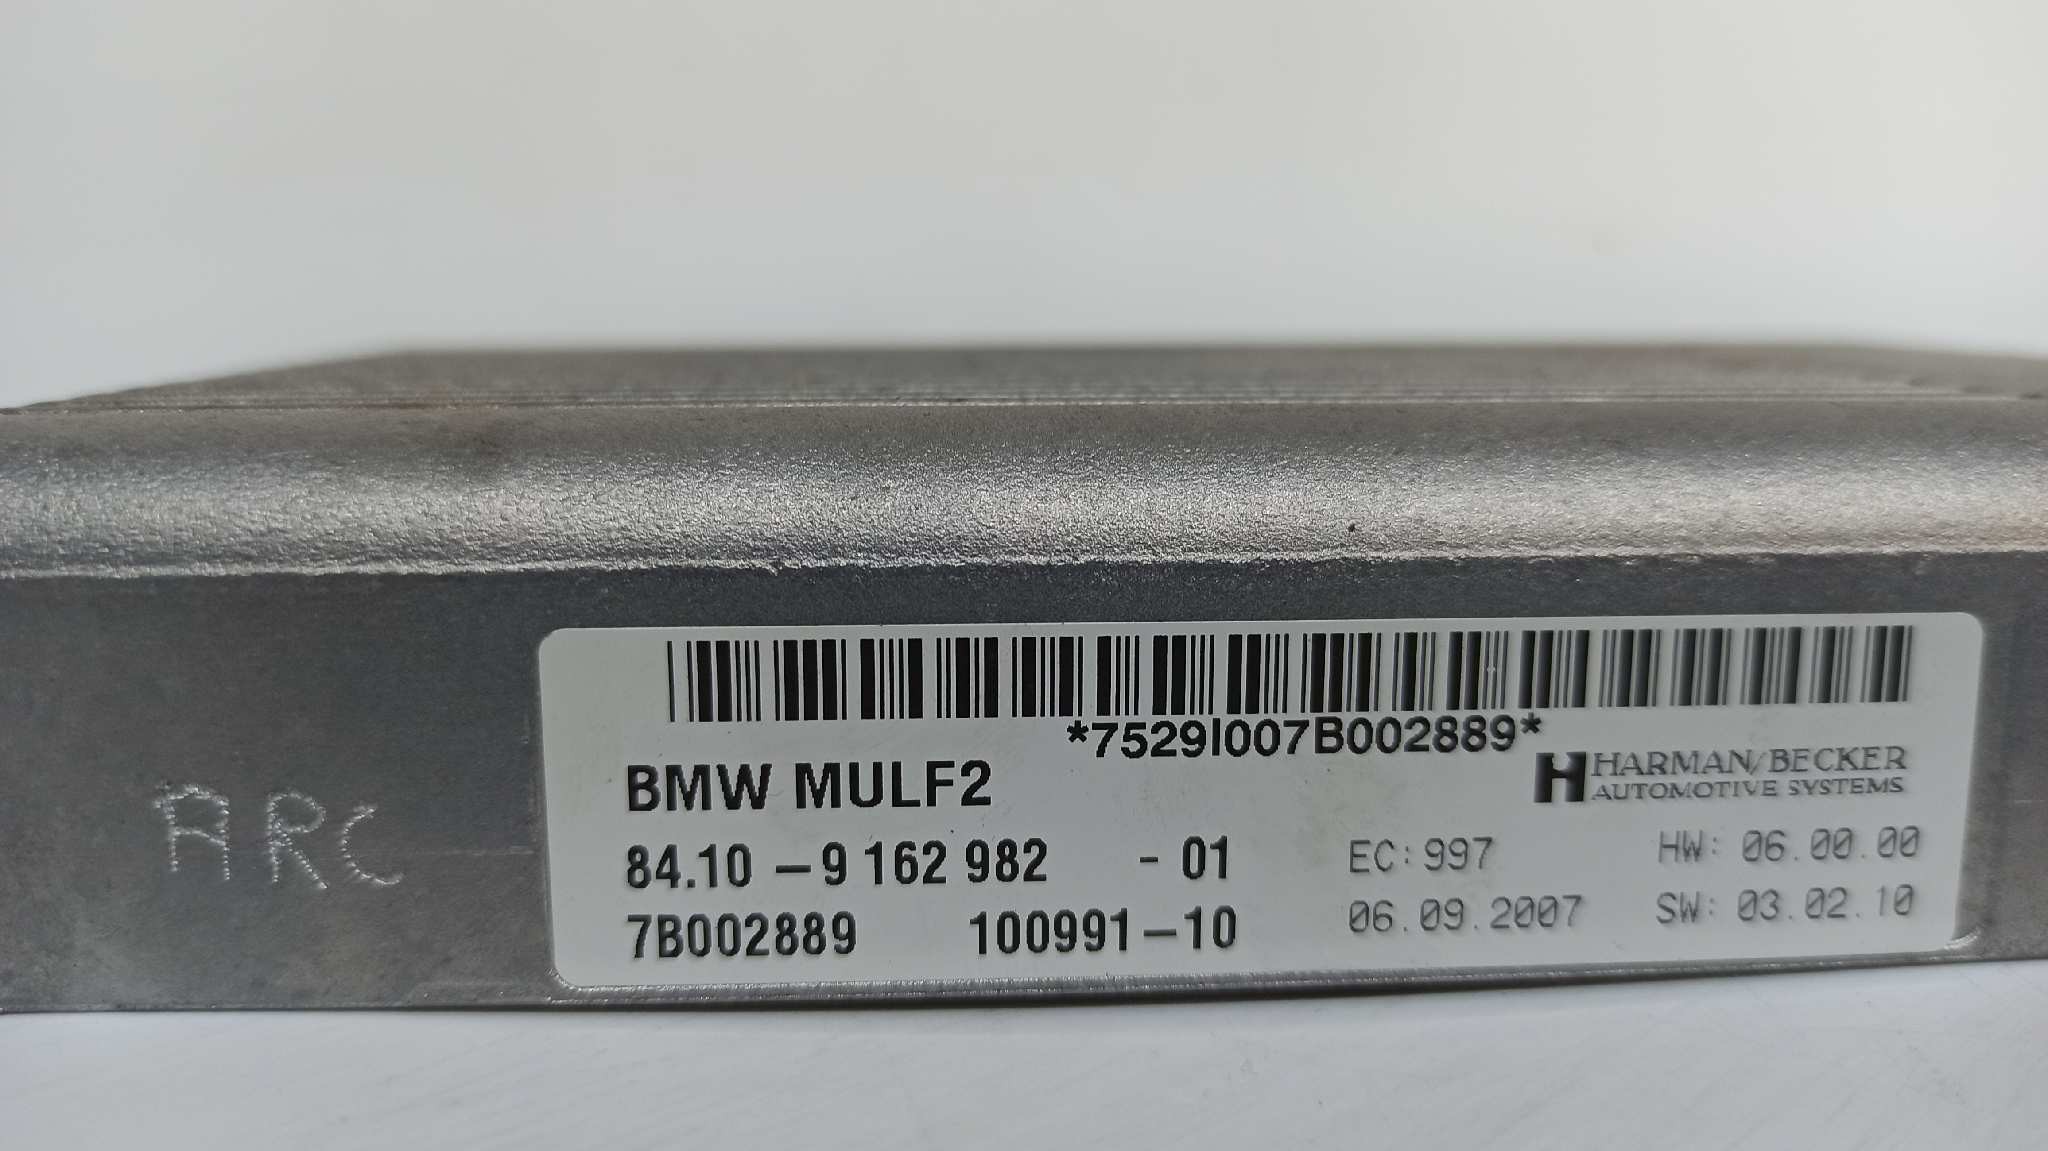 *7529I007B002889*
BMW MULF2
HARMAN/BECKER
AUTOMOTIVE SYSTEMS
84.10 -9 162 982 - 01
EC: 997
HW: 06.00.00
7B002889 100991-10
06.09.2007
SW: 03.02.10
ARC